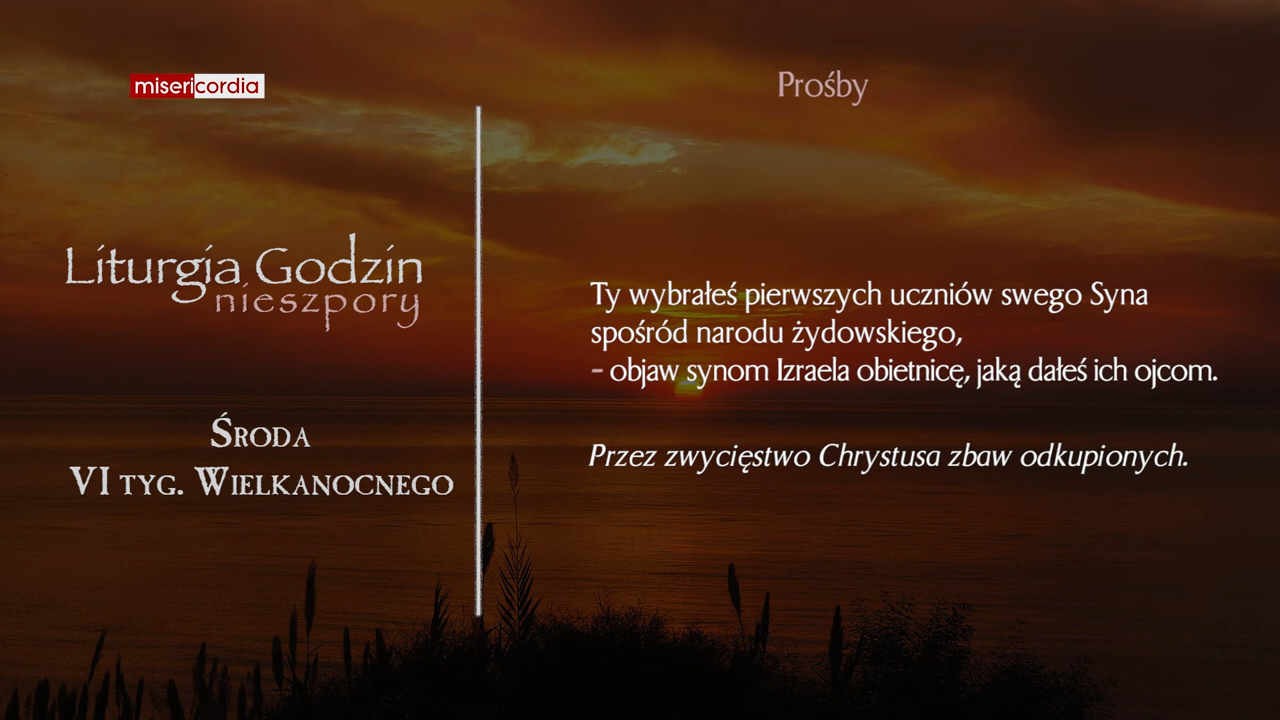 misericordia
Liturgia Godzin
nieszpory
Środa
VI tyg. Wielkanocnego
Prośby
Ty wybrałeś pierwszych uczniów swego Syna
spośród narodu żydowskiego,
- objaw synom Izraela obietnicę, jaką dałeś ich ojcom.
Przez zwycięstwo Chrystusa zbaw odkupionych.